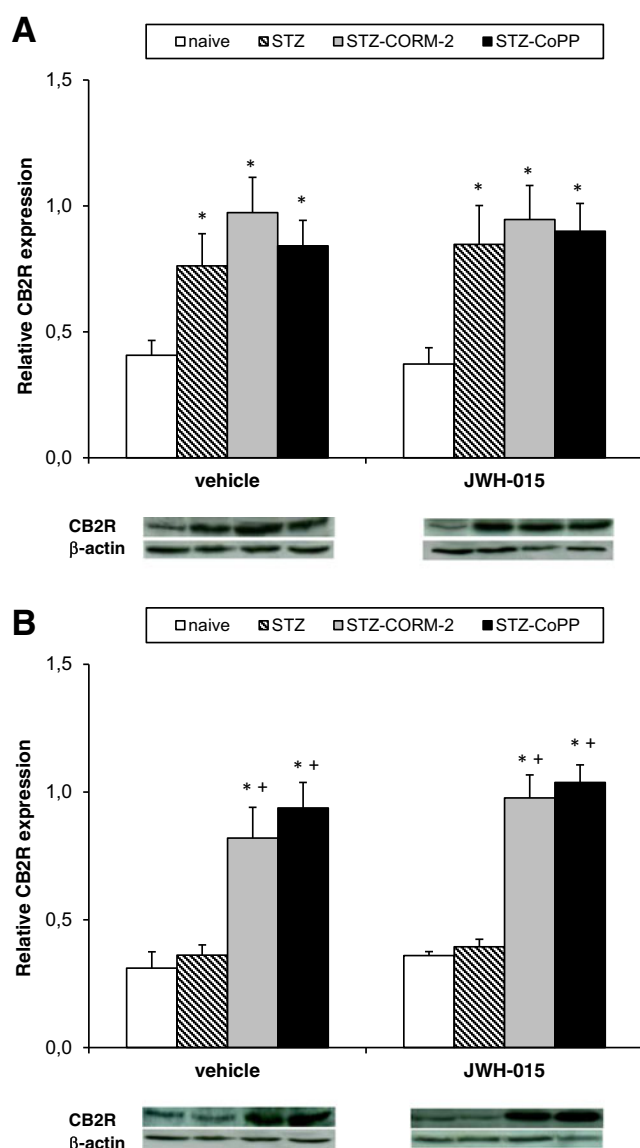 A
naive STZ STZ-CORM-2 STZ-CoPP
Relative CB2R expression
1,5
1,0
0,5
0,0
* * * * * *
vehicle JWH-015
CB2R
β-actin
B
naive STZ STZ-CORM-2 STZ-CoPP
Relative CB2R expression
1,5
1,0
0,5
0,0
* + * + * + * +
vehicle JWH-015
CB2R
β-actin